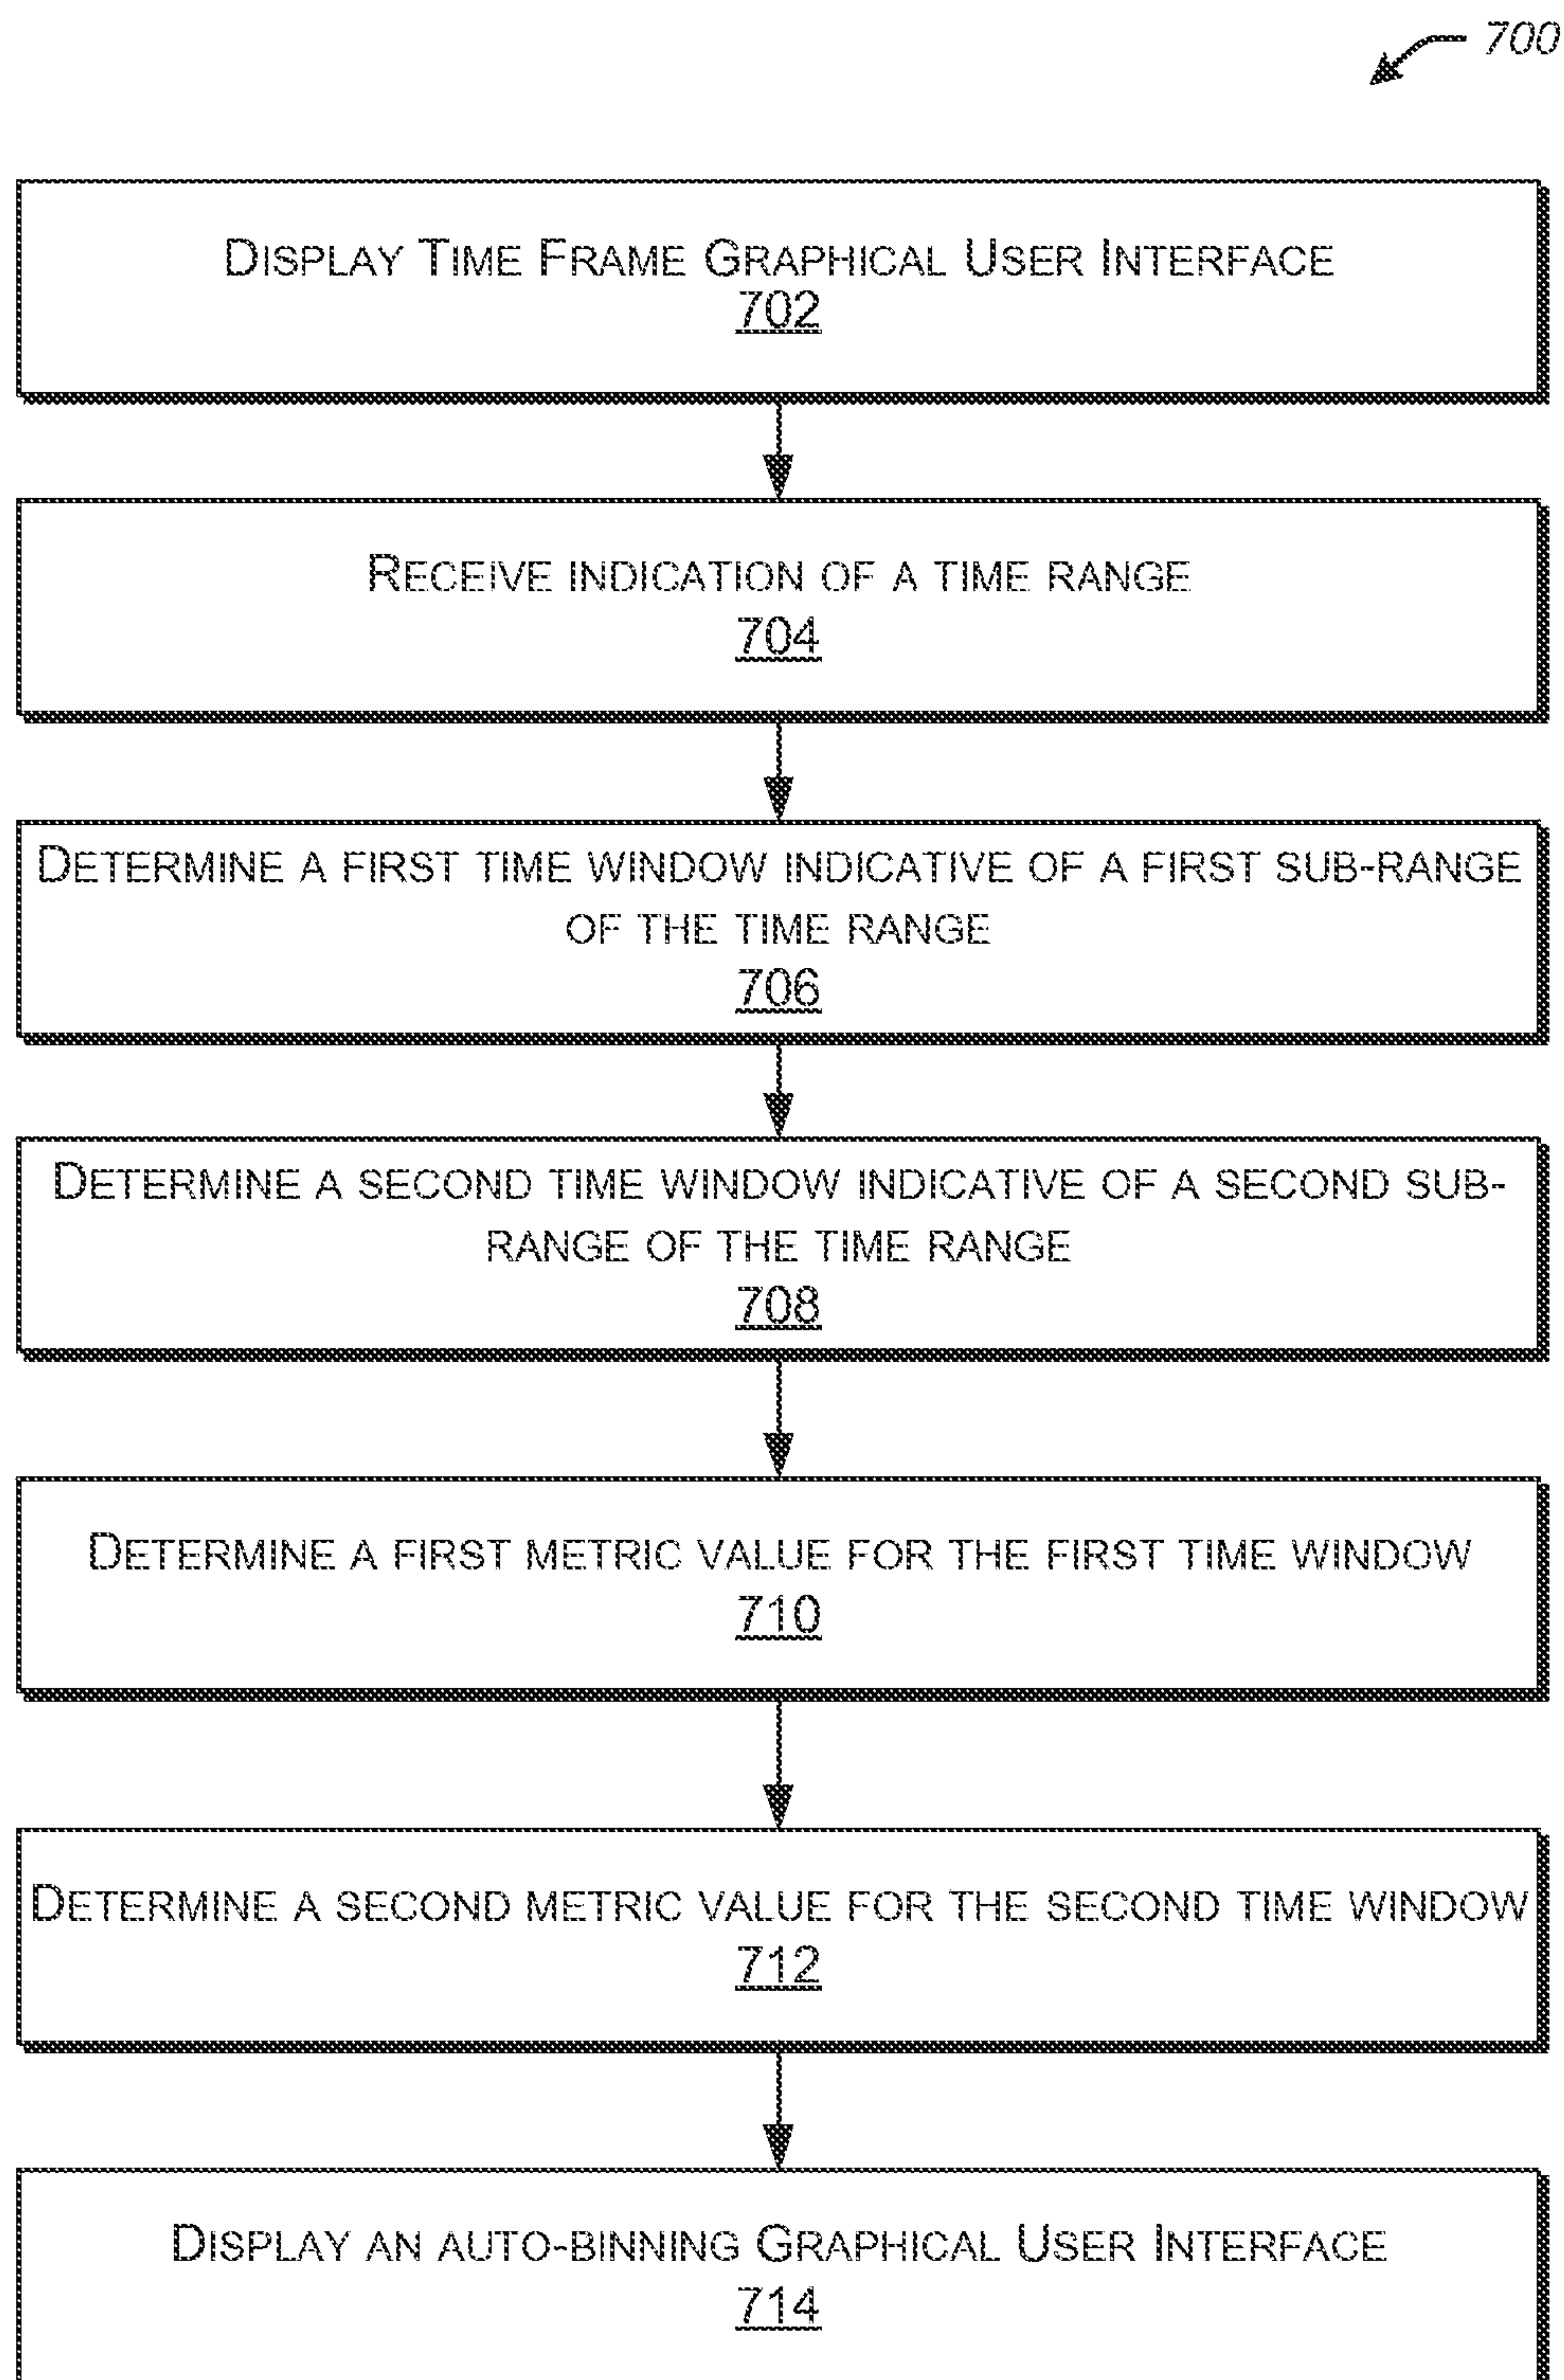 700
DISPLAY TIME FRAME GRAPHICAL USER INTERFACE
702
RECEIVE INDICATION OF A TIME RANGE
704
DETERMINE A FIRST TIME WINDOW INDICATIVE OF A FIRST SUB-RANGE
OF THE TIME RANGE
706
DETERMINE A SECOND TIME WINDOW INDICATIVE OF A SECOND SUB-
RANGE OF THE TIME RANGE
708
DETERMINE A FIRST METRIC VALUE FOR THE FIRST TIME WINDOW
710
DETERMINE A SECOND METRIC VALUE FOR THE SECOND TIME WINDOW
712
DISPLAY AN AUTO-BINNING GRAPHICAL USER INTERFACE
714